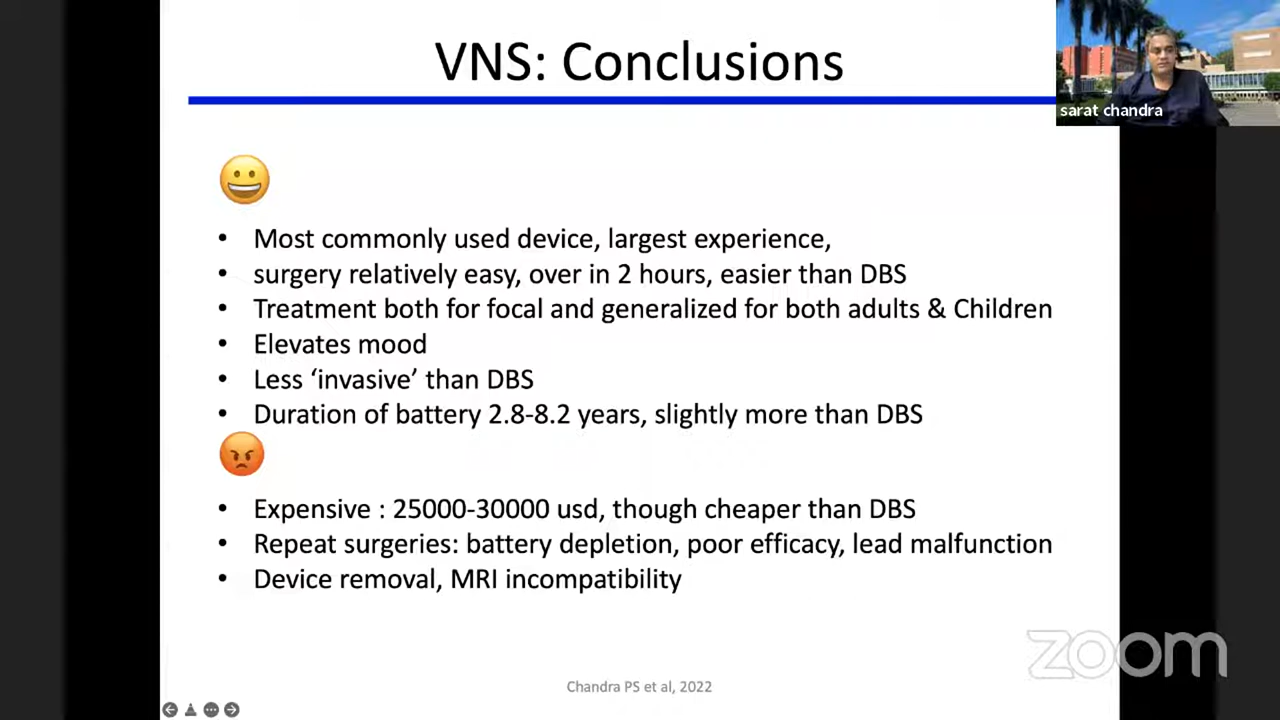 VNS: Conclusions
sarat chandra
• Most commonly used device, largest experience,
• surgery relatively easy, over in 2 hours, easier than DBS
• Treatment both for focal and generalized for both adults & Children
• Elevates mood
• Less ‘invasive’ than DBS
• Duration of battery 2.8-8.2 years, slightly more than DBS
• Expensive : 25000-30000 usd, though cheaper than DBS
• Repeat surgeries: battery depletion, poor efficacy, lead malfunction
• Device removal, MRI incompatibility
zoom
Chandra PS et al, 2022